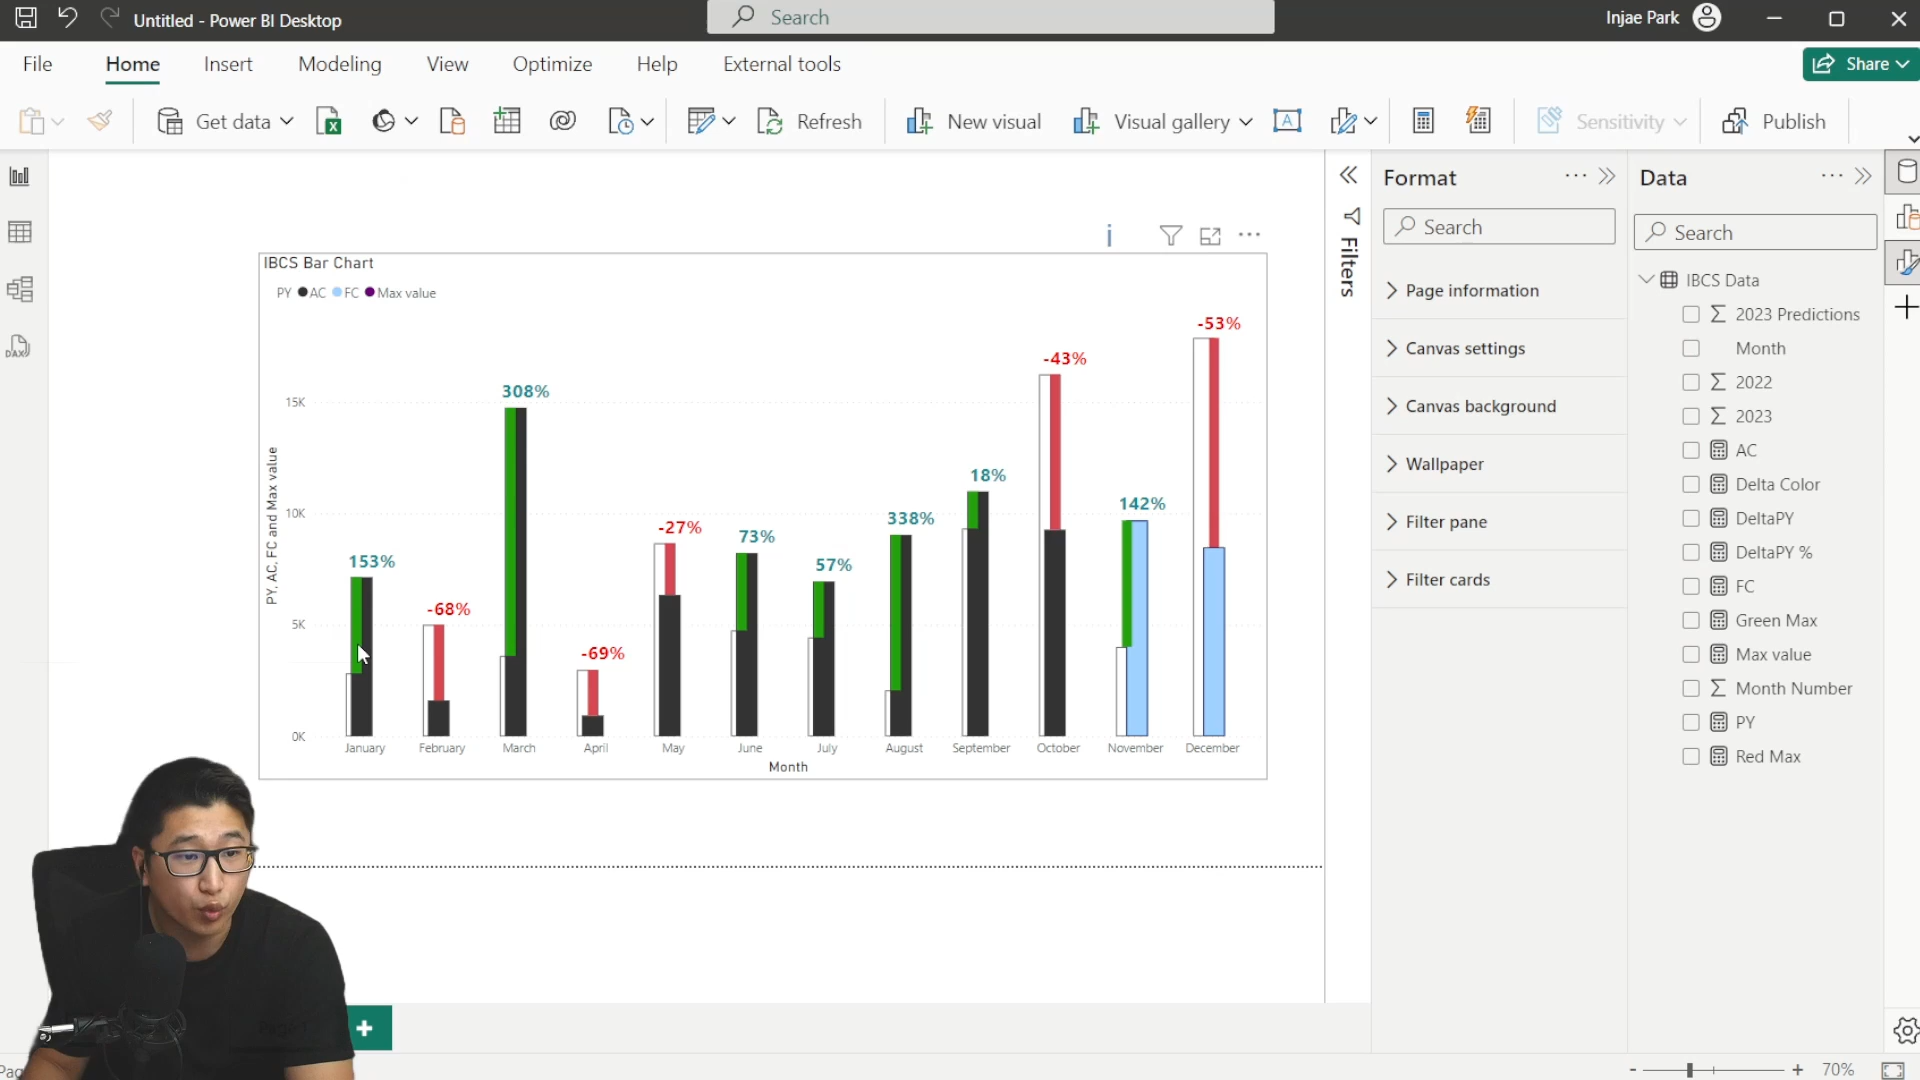 Untitled - Power BI Desktop
Search
Injae Park
File Home Insert Modeling View Optimize Help External tools
Share
Get data
Refresh
New visual
Visual gallery
Sensitivity
Publish
IBCS Bar Chart
PY AC FC Max value
PY, AC, FC and Max value
15K
10K
5K
0K
153%
-68%
308%
-69%
-27%
73%
57%
338%
18%
-43%
142%
-53%
January February March April May June July August September October November December
Month
Filters
Format
Search
Page information
Canvas settings
Canvas background
Wallpaper
Filter pane
Filter cards
Data
Search
IBCS Data
2023 Predictions
Month
2022
2023
AC
Delta Color
DeltaPY
DeltaPY %
FC
Green Max
Max value
Month Number
PY
Red Max
DAX
A
70%